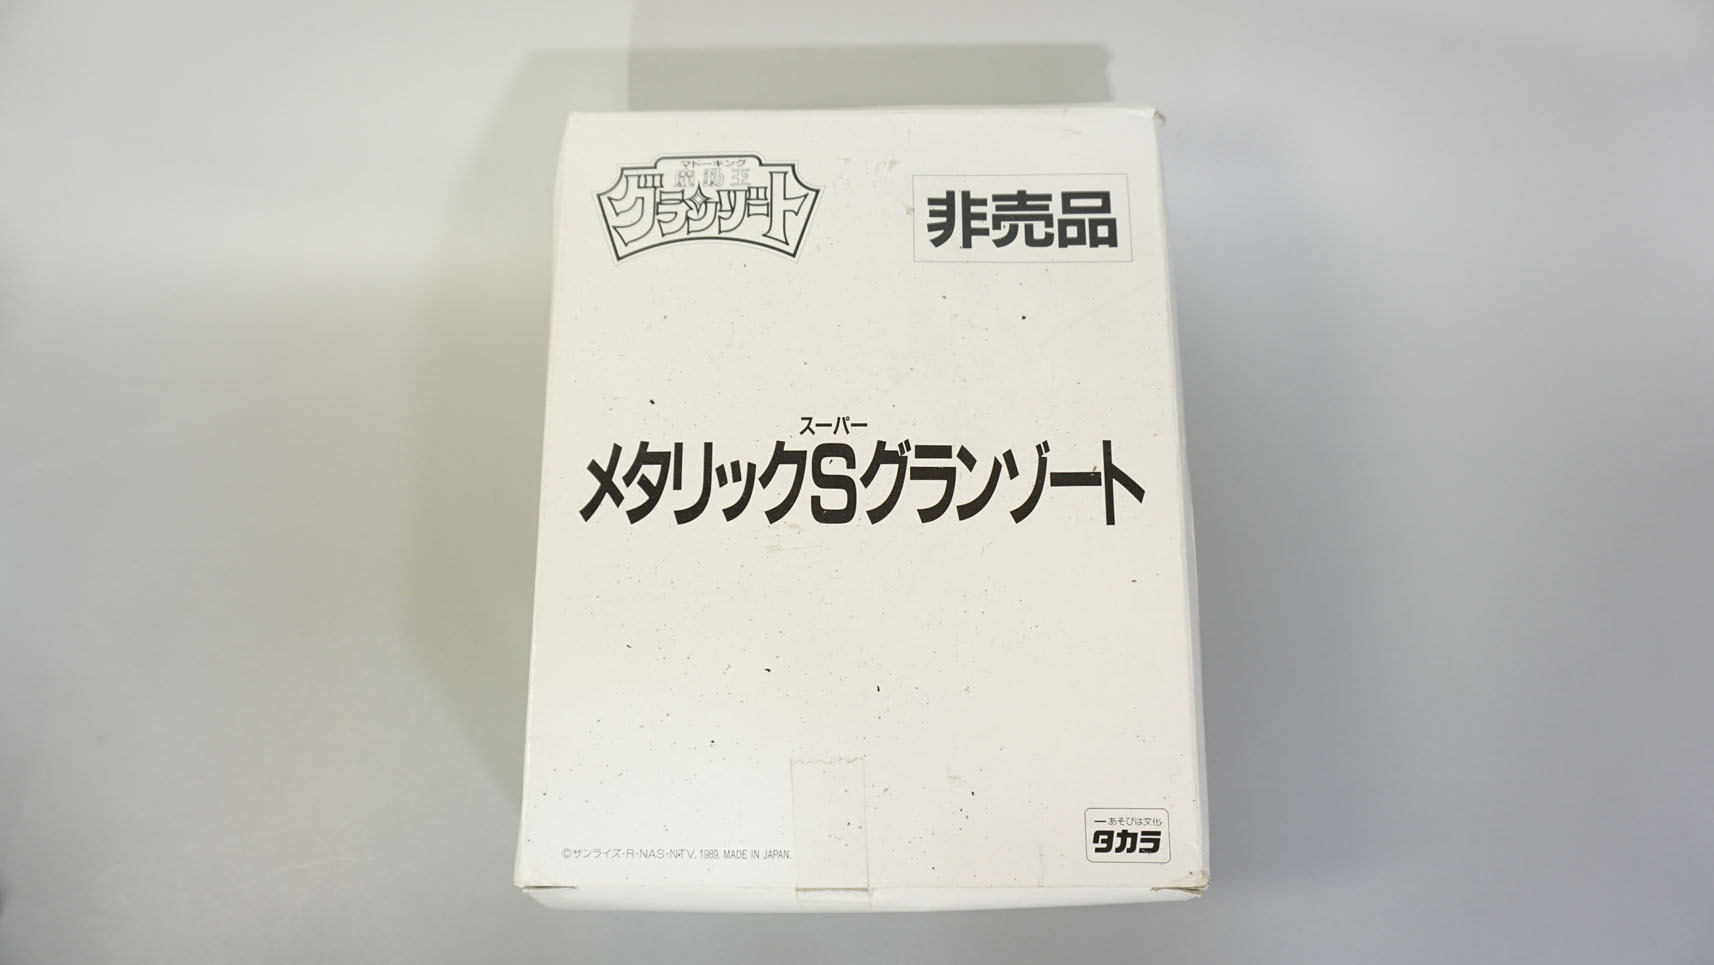 マドーキング
魔動王
グランゾート
非売品
スーパー
メタリックSグランゾート
©サンライズ・R・NAS・NTV, 1989, MADE IN JAPAN.
ーあそびは文化
タカラ